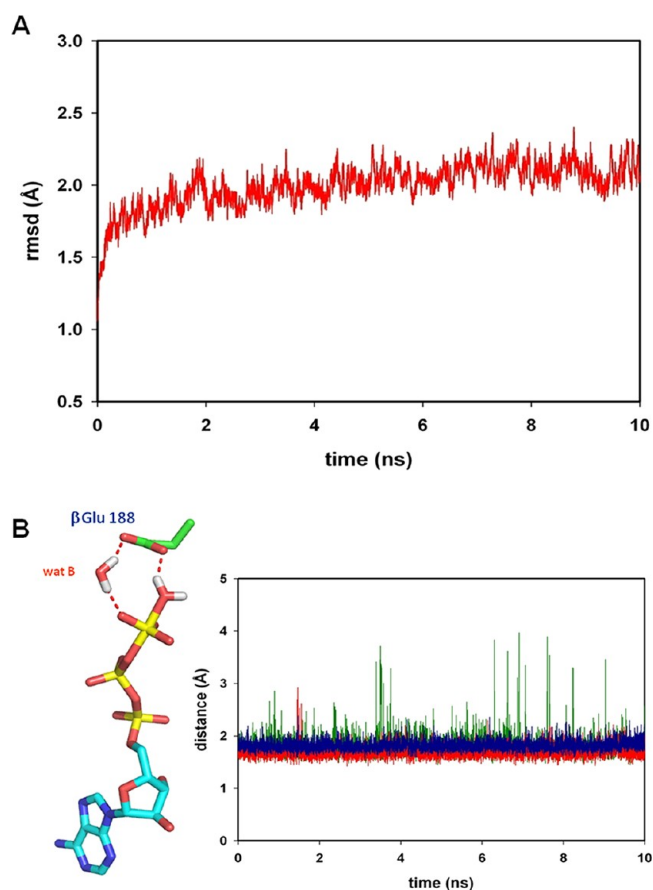 A
3.0
2.5
2.0
1.5
1.0
0.5
rmsd (Å)
0 2 4 6 8 10
time (ns)
B
βGlu 188
wat B
5
4
3
2
1
0
distance (Å)
0 2 4 6 8 10
time (ns)